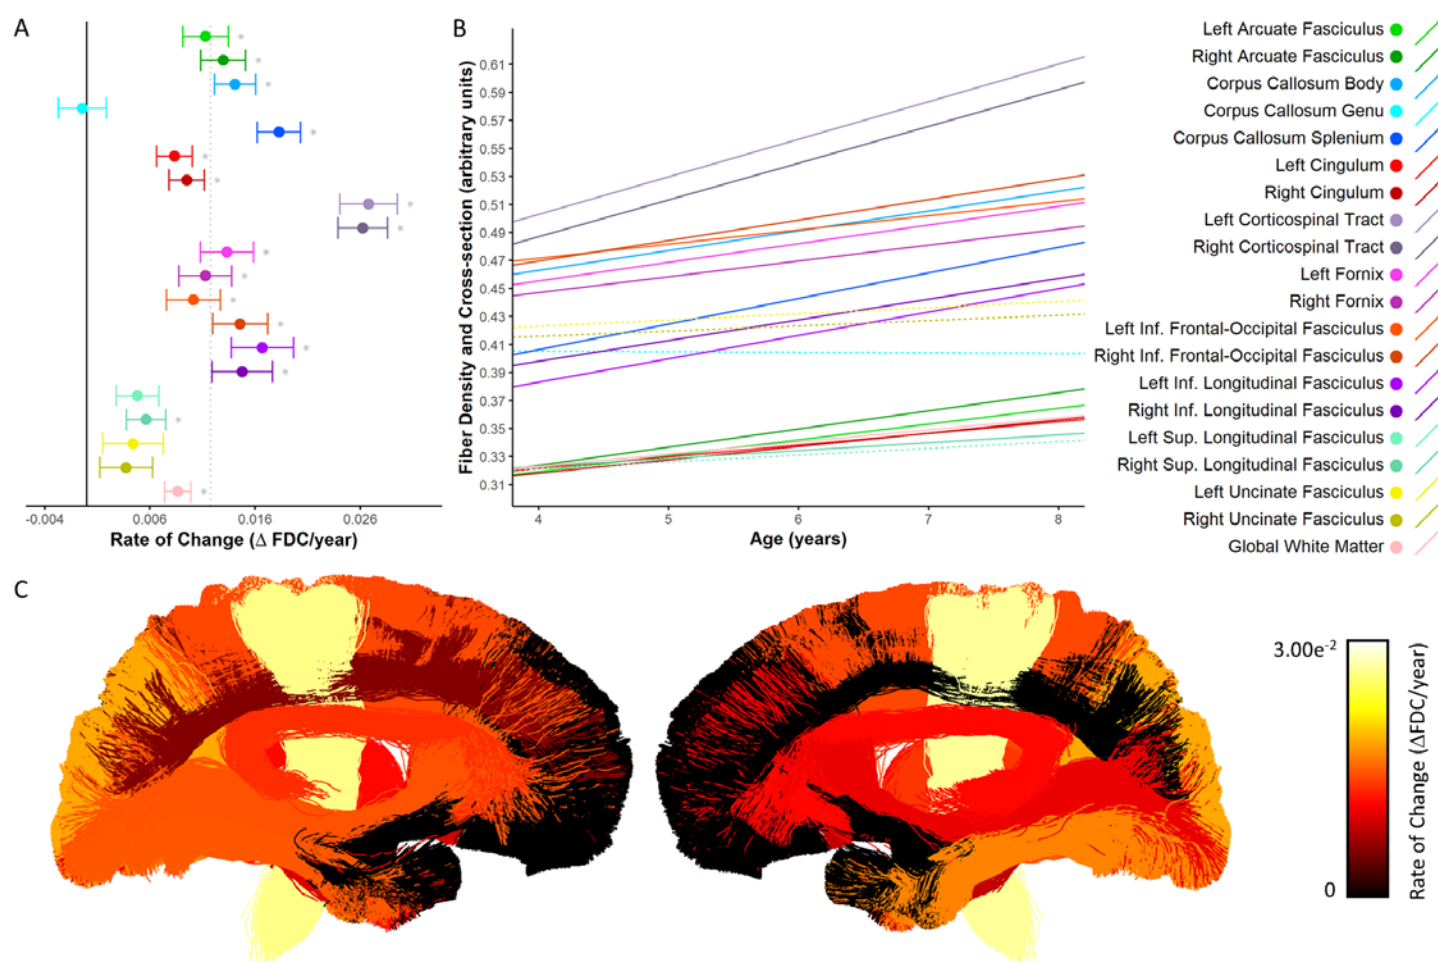 A
B
Fiber Density and Cross-section (arbitrary units)
0.61
0.59
0.57
0.55
0.53
0.51
0.49
0.47
0.45
0.43
0.41
0.39
0.37
0.35
0.33
0.31
-0.004
0.006
0.016
0.026
Rate of Change (Δ FDC/year)
4
5
6
7
8
Age (years)
Left Arcuate Fasciculus
Right Arcuate Fasciculus
Corpus Callosum Body
Corpus Callosum Genu
Corpus Callosum Splenium
Left Cingulum
Right Cingulum
Left Corticospinal Tract
Right Corticospinal Tract
Left Fornix
Right Fornix
Left Inf. Frontal-Occipital Fasciculus
Right Inf. Frontal-Occipital Fasciculus
Left Inf. Longitudinal Fasciculus
Right Inf. Longitudinal Fasciculus
Left Sup. Longitudinal Fasciculus
Right Sup. Longitudinal Fasciculus
Left Uncinate Fasciculus
Right Uncinate Fasciculus
Global White Matter
C
3.00e⁻²
0
Rate of Change (ΔFDC/year)